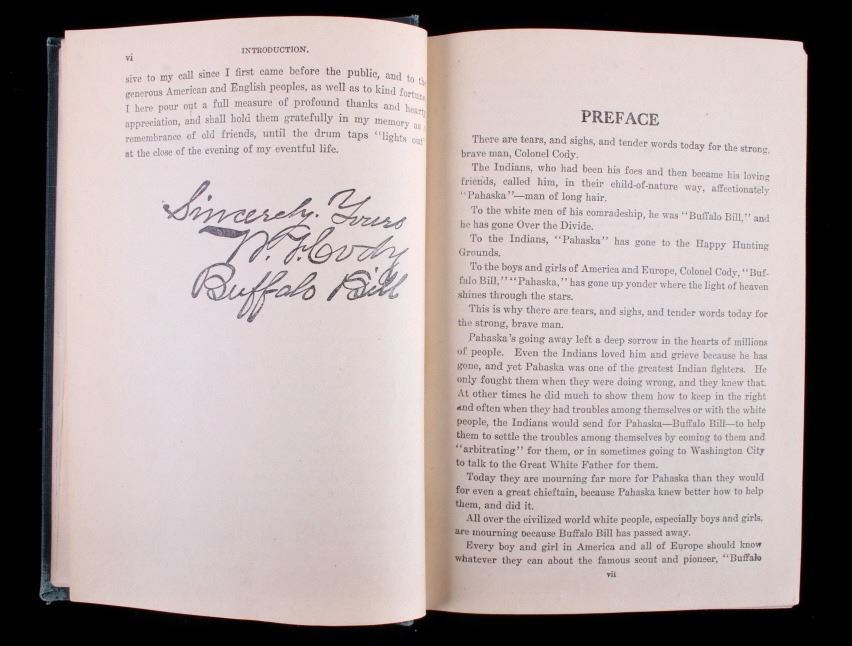 vi
INTRODUCTION.
sive to my call since I first came before the public, and to the
generous American and English peoples, as well as to kind fortune,
I here pour out a full measure of profound thanks and hearty
appreciation, and shall hold them gratefully in my memory as a
remembrance of old friends, until the drum taps "lights out"
at the close of the evening of my eventful life.
Sincerely. Yours
W. F. Cody
Buffalo Bill
PREFACE
There are tears, and sighs, and tender words today for the strong,
brave man, Colonel Cody.
The Indians, who had been his foes and then became his loving
friends, called him, in their child-of-nature way, affectionately
"Pahaska"—man of long hair.
To the white men of his comradeship, he was "Buffalo Bill," and
he has gone Over the Divide.
To the Indians, "Pahaska" has gone to the Happy Hunting
Grounds.
To the boys and girls of America and Europe, Colonel Cody, "Buf-
falo Bill," "Pahaska," has gone up yonder where the light of heaven
shines through the stars.
This is why there are tears, and sighs, and tender words today for
the strong, brave man.
Pahaska's going away left a deep sorrow in the hearts of millions
of people. Even the Indians loved him and grieve because he has
gone, and yet Pahaska was one of the greatest Indian fighters. He
only fought them when they were doing wrong, and they knew that.
At other times he did much to show them how to keep in the right
and often when they had troubles among themselves or with the white
people, the Indians would send for Pahaska—Buffalo Bill—to help
them to settle the troubles among themselves by coming to them and
"arbitrating" for them, or in sometimes going to Washington City
to talk to the Great White Father for them.
Today they are mourning far more for Pahaska than they would
for even a great chieftain, because Pahaska knew better how to help
them, and did it.
All over the civilized world white people, especially boys and girls,
are mourning because Buffalo Bill has passed away.
Every boy and girl in America and all of Europe should know
whatever they can about the famous scout and pioneer, "Buffalo
vii